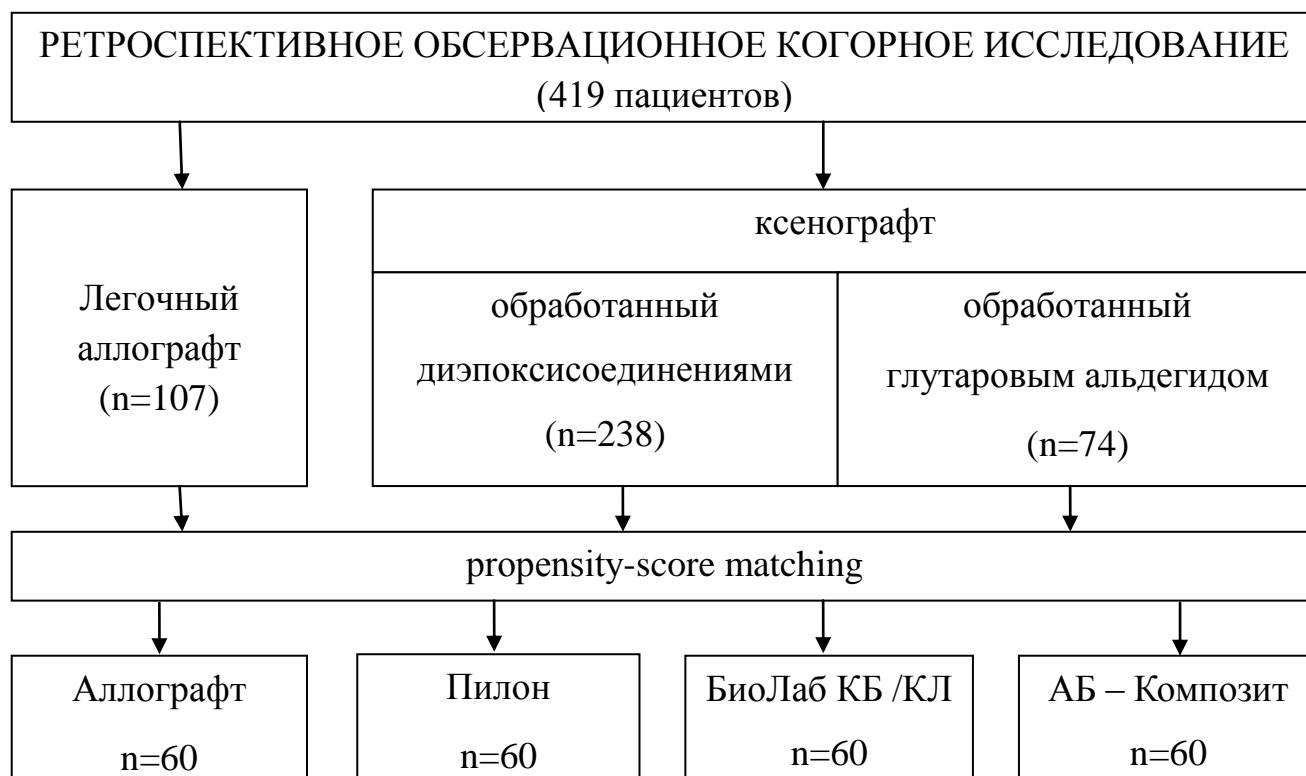 РЕТРОСПЕКТИВНОЕ ОБСЕРВАЦИОННОЕ КОГОРНОЕ ИССЛЕДОВАНИЕ
(419 пациентов)
Легочный
аллографт
(n=107)
ксенографт
обработанный
диэпоксисоединениями
(n=238)
обработанный
глутаровым альдегидом
(n=74)
propensity-score matching
Аллографт
n=60
Пилон
n=60
БиоЛаб КБ /КЛ
n=60
АБ – Композит
n=60